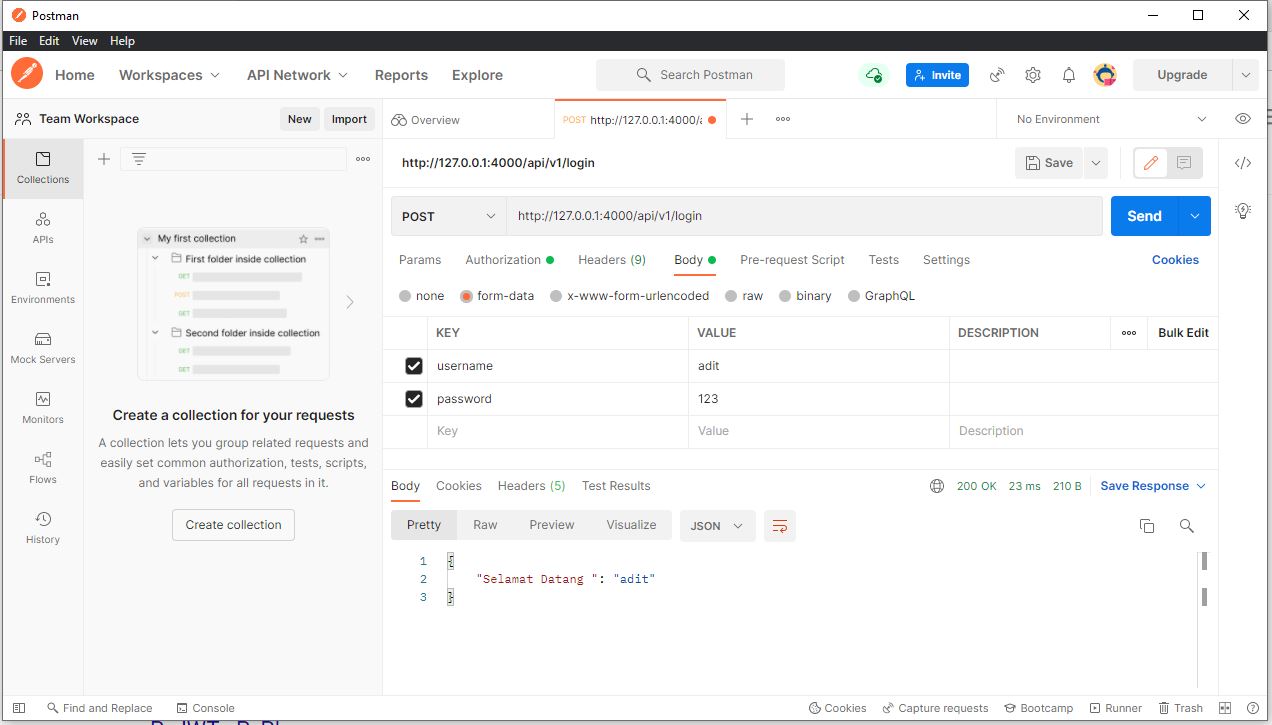 Postman
File Edit View Help
Home Workspaces API Network Reports Explore Search Postman Invite Upgrade
Team Workspace New Import
Overview POST http://127.0.0.1:4000/a No Environment
Collections
APIs
Environments
Mock Servers
Monitors
Flows
History
My first collection
First folder inside collection
GET
POST
GET
Second folder inside collection
GET
GET
Create a collection for your requests
A collection lets you group related requests and
easily set common authorization, tests, scripts,
and variables for all requests in it.
Create collection
http://127.0.0.1:4000/api/v1/login Save
POST http://127.0.0.1:4000/api/v1/login Send
Params Authorization Headers (9) Body Pre-request Script Tests Settings Cookies
none form-data x-www-form-urlencoded raw binary GraphQL
KEY VALUE DESCRIPTION Bulk Edit
username adit
password 123
Key Value Description
Body Cookies Headers (5) Test Results 200 OK 23 ms 210 B Save Response
Pretty Raw Preview Visualize JSON
1 {
2 "Selamat Datang ": "adit"
3 }
Find and Replace Console Cookies Capture requests Bootcamp Runner Trash